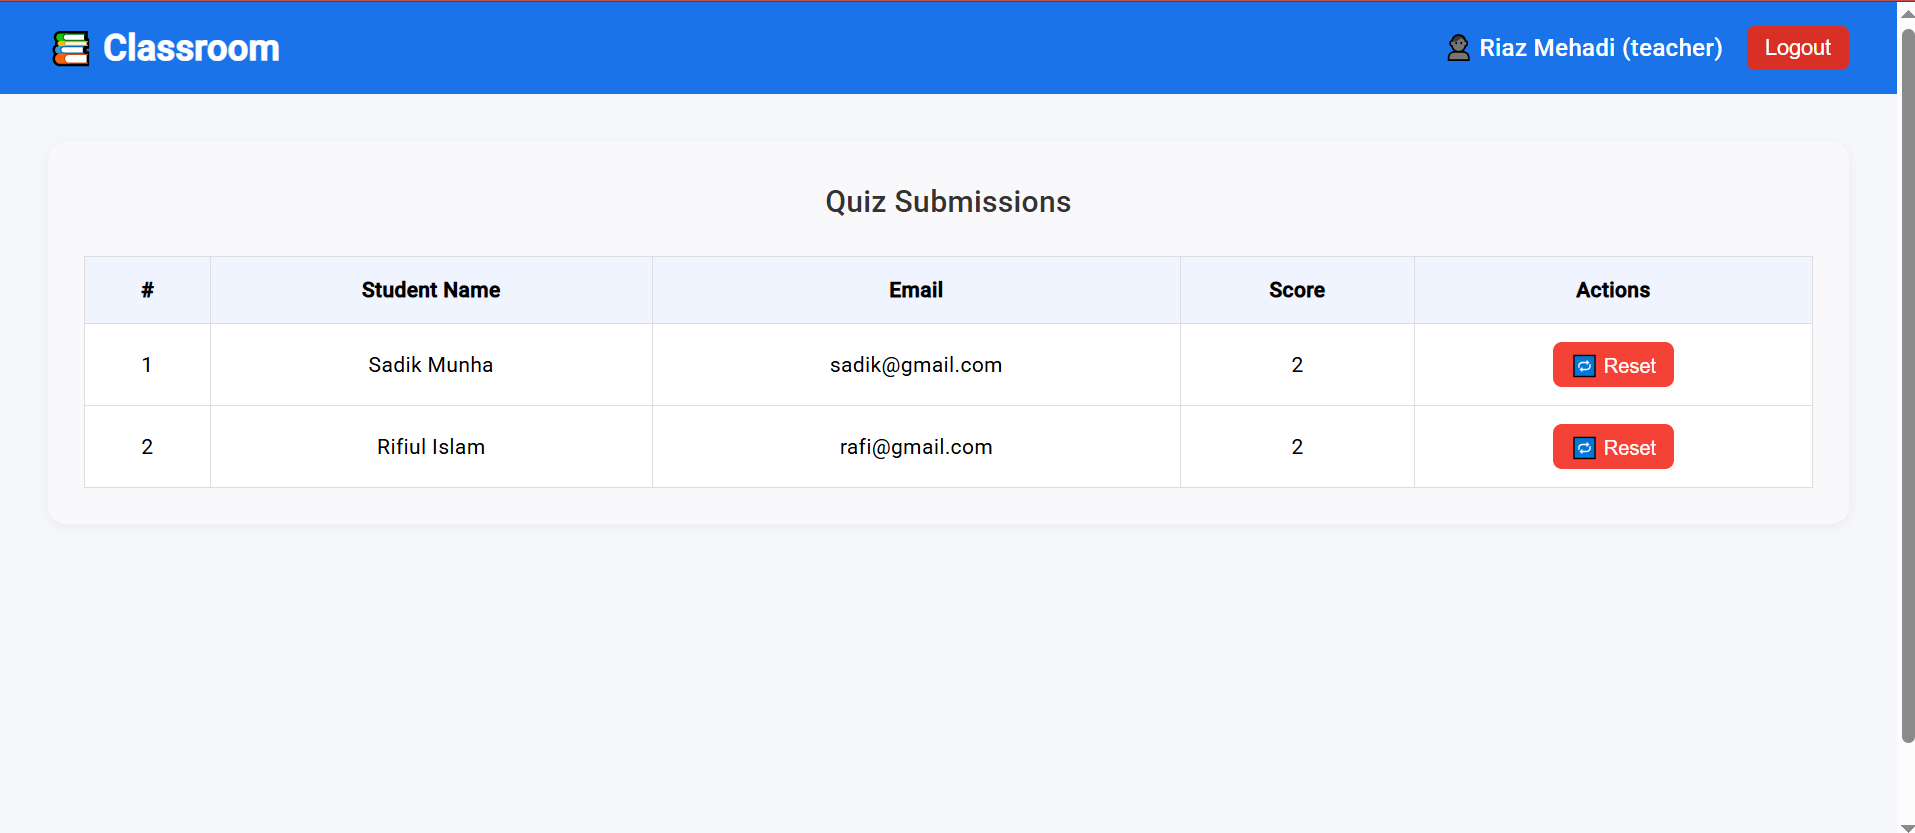 Classroom
Riaz Mehadi (teacher) Logout
Quiz Submissions
# Student Name Email Score Actions
1 Sadik Munha sadik@gmail.com 2 Reset
2 Rifiul Islam rafi@gmail.com 2 Reset